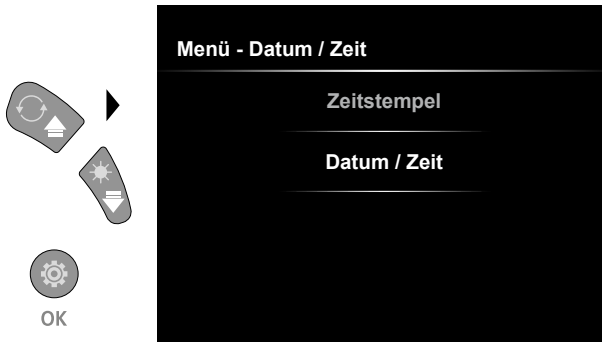 Menü - Datum / Zeit
Zeitstempel
Datum / Zeit
OK